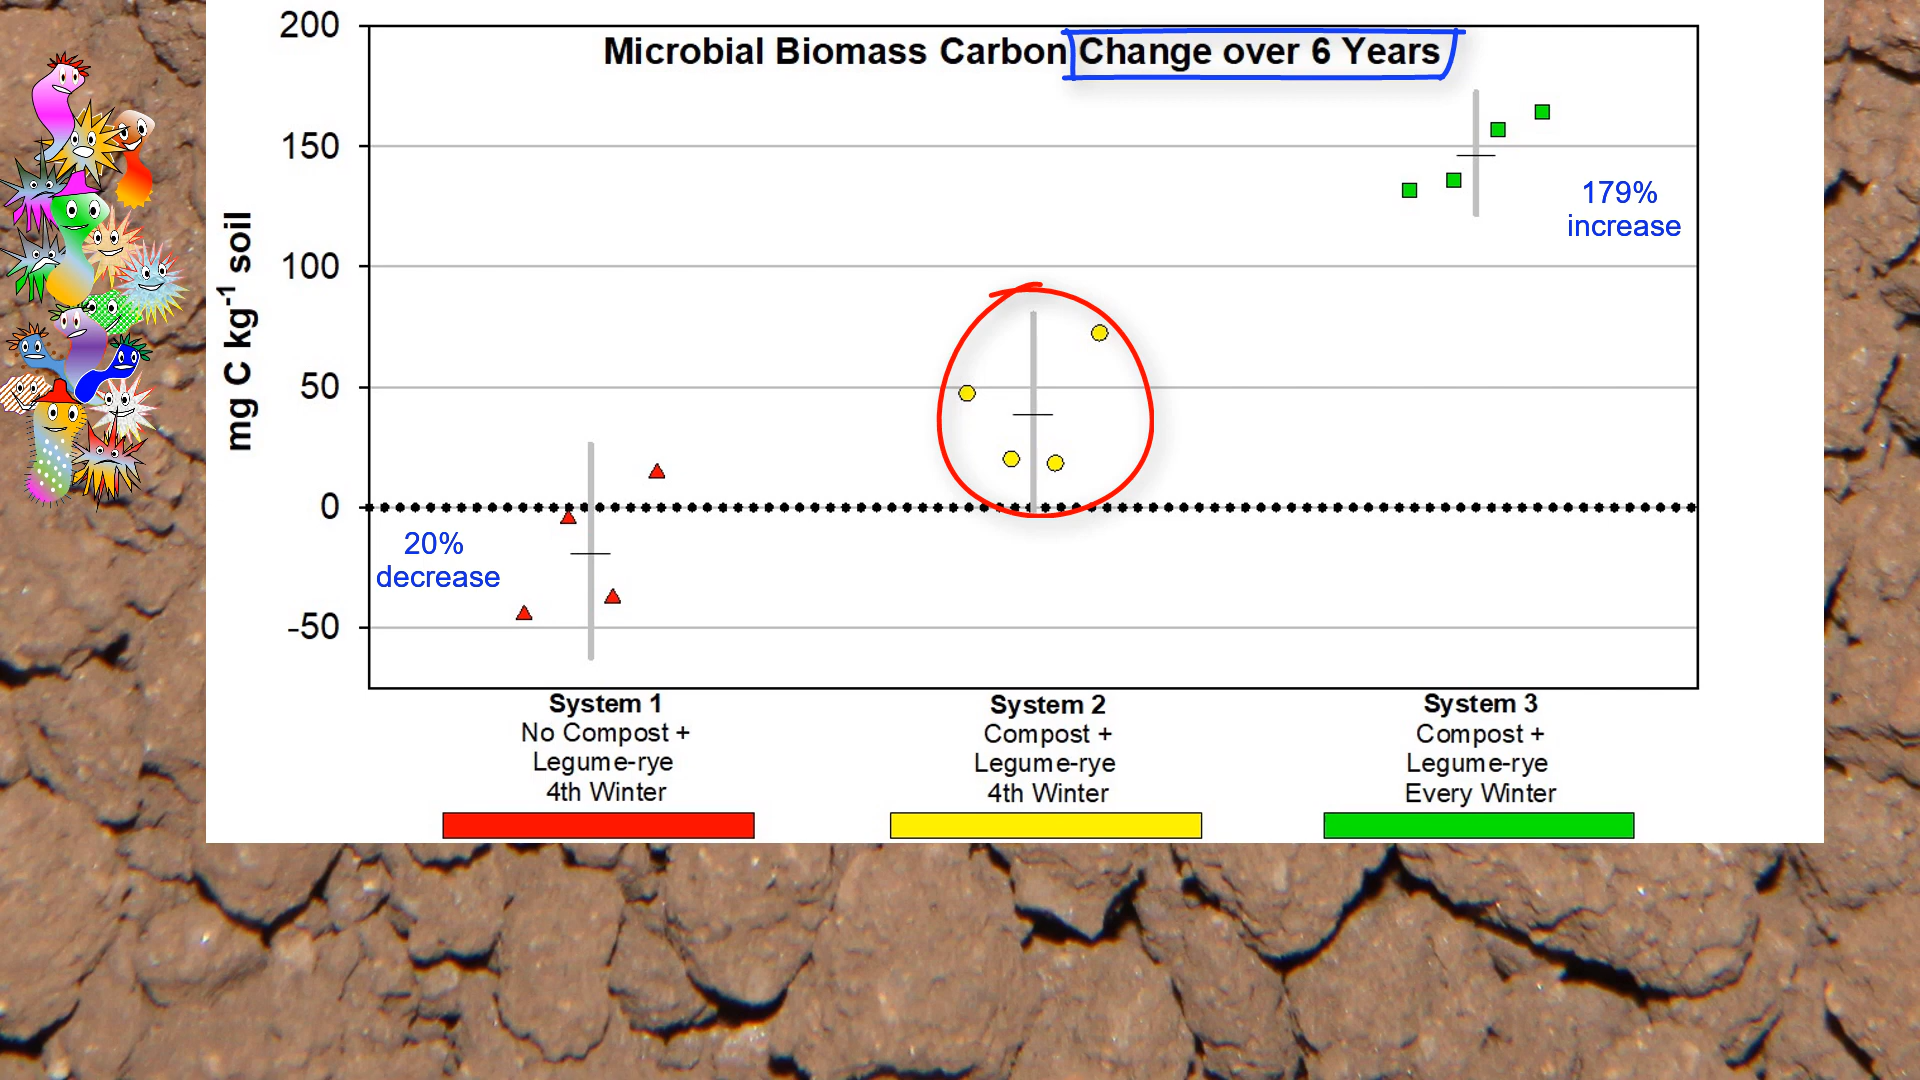 Microbial Biomass Carbon Change over 6 Years
200
150
100
50
0
-50
mg C kg⁻¹ soil
179%
increase
20%
decrease
System 1
No Compost +
Legume-rye
4th Winter
System 2
Compost +
Legume-rye
4th Winter
System 3
Compost +
Legume-rye
Every Winter